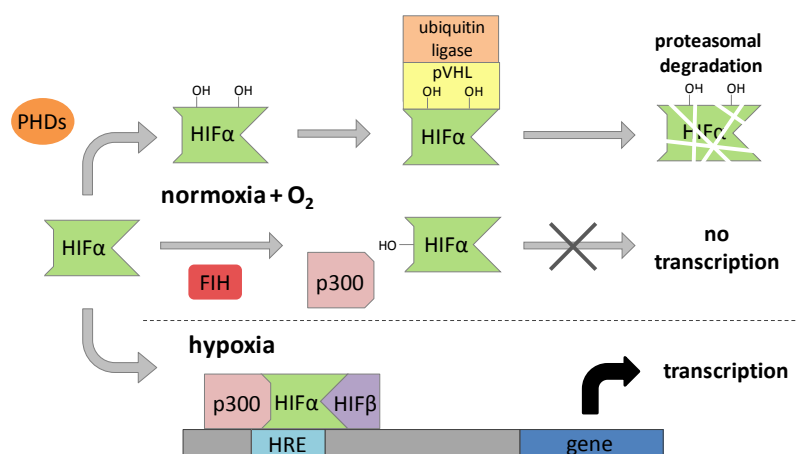 ubiquitin
ligase
pVHL
OH OH
OH OH
HIFα
PHDs
HIFα
proteasomal
degradation
OH OH
HIFα
normoxia + O2
HIFα
FIH
p300
HO
HIFα
no
transcription
hypoxia
p300
HIFα
HIFβ
HRE
gene
transcription